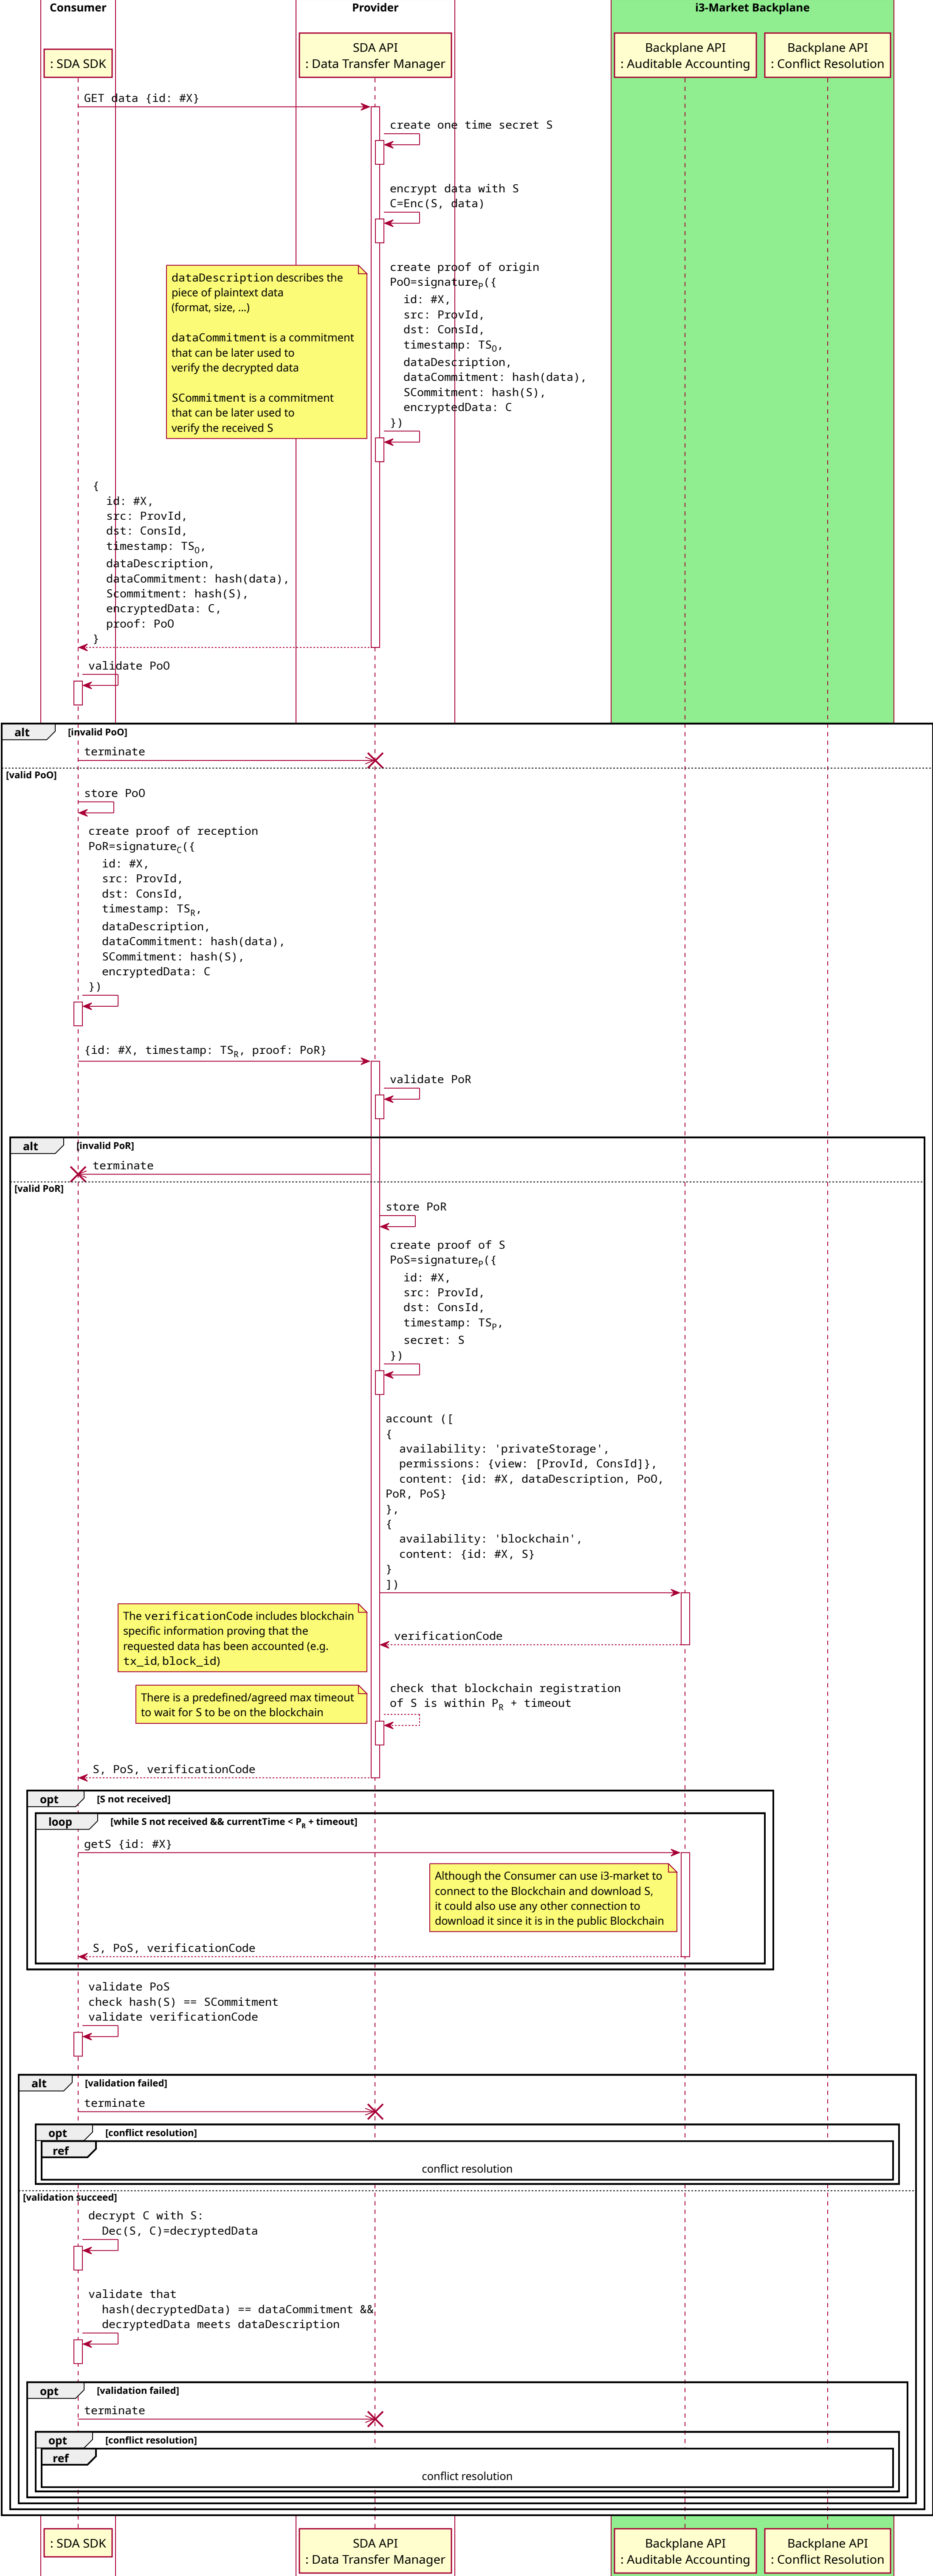 Consumer
Provider
i3-Market Backplane
: SDA SDK
SDA API
: Data Transfer Manager
Backplane API
: Auditable Accounting
Backplane API
: Conflict Resolution
GET data {id: #X}
create one time secret S
encrypt data with S
C=Enc(S, data)
dataDescription describes the
piece of plaintext data
(format, size, ...)
dataCommitment is a commitment
that can be later used to
verify the decrypted data
SCommitment is a commitment
that can be later used to
verify the received S
create proof of origin
PoO=signatureP({
id: #X,
src: ProvId,
dst: ConsId,
timestamp: TSO,
dataDescription,
dataCommitment: hash(data),
SCommitment: hash(S),
encryptedData: C
})
{
id: #X,
src: ProvId,
dst: ConsId,
timestamp: TSO,
dataDescription,
dataCommitment: hash(data),
Scommitment: hash(S),
encryptedData: C,
proof: PoO
}
validate PoO
alt [invalid PoO]
terminate
[valid PoO]
store PoO
create proof of reception
PoR=signatureC({
id: #X,
src: ProvId,
dst: ConsId,
timestamp: TSR,
dataDescription,
dataCommitment: hash(data),
SCommitment: hash(S),
encryptedData: C
})
{id: #X, timestamp: TSR, proof: PoR}
validate PoR
alt [invalid PoR]
terminate
[valid PoR]
store PoR
create proof of S
PoS=signatureP({
id: #X,
src: ProvId,
dst: ConsId,
timestamp: TSP,
secret: S
})
account ([
{
availability: 'privateStorage',
permissions: {view: [ProvId, ConsId]},
content: {id: #X, dataDescription, PoO,
PoR, PoS}
},
{
availability: 'blockchain',
content: {id: #X, S}
}
])
The verificationCode includes blockchain
specific information proving that the
requested data has been accounted (e.g.
tx_id, block_id)
verificationCode
There is a predefined/agreed max timeout
to wait for S to be on the blockchain
check that blockchain registration
of S is within PR + timeout
S, PoS, verificationCode
opt [S not received]
loop [while S not received && currentTime < PR + timeout]
getS {id: #X}
Although the Consumer can use i3-market to
connect to the Blockchain and download S,
it could also use any other connection to
download it since it is in the public Blockchain
S, PoS, verificationCode
validate PoS
check hash(S) == SCommitment
validate verificationCode
alt [validation failed]
terminate
opt [conflict resolution]
ref
conflict resolution
[validation succeed]
decrypt C with S:
Dec(S, C)=decryptedData
validate that
hash(decryptedData) == dataCommitment &&
decryptedData meets dataDescription
opt [validation failed]
terminate
opt [conflict resolution]
ref
conflict resolution
: SDA SDK
SDA API
: Data Transfer Manager
Backplane API
: Auditable Accounting
Backplane API
: Conflict Resolution